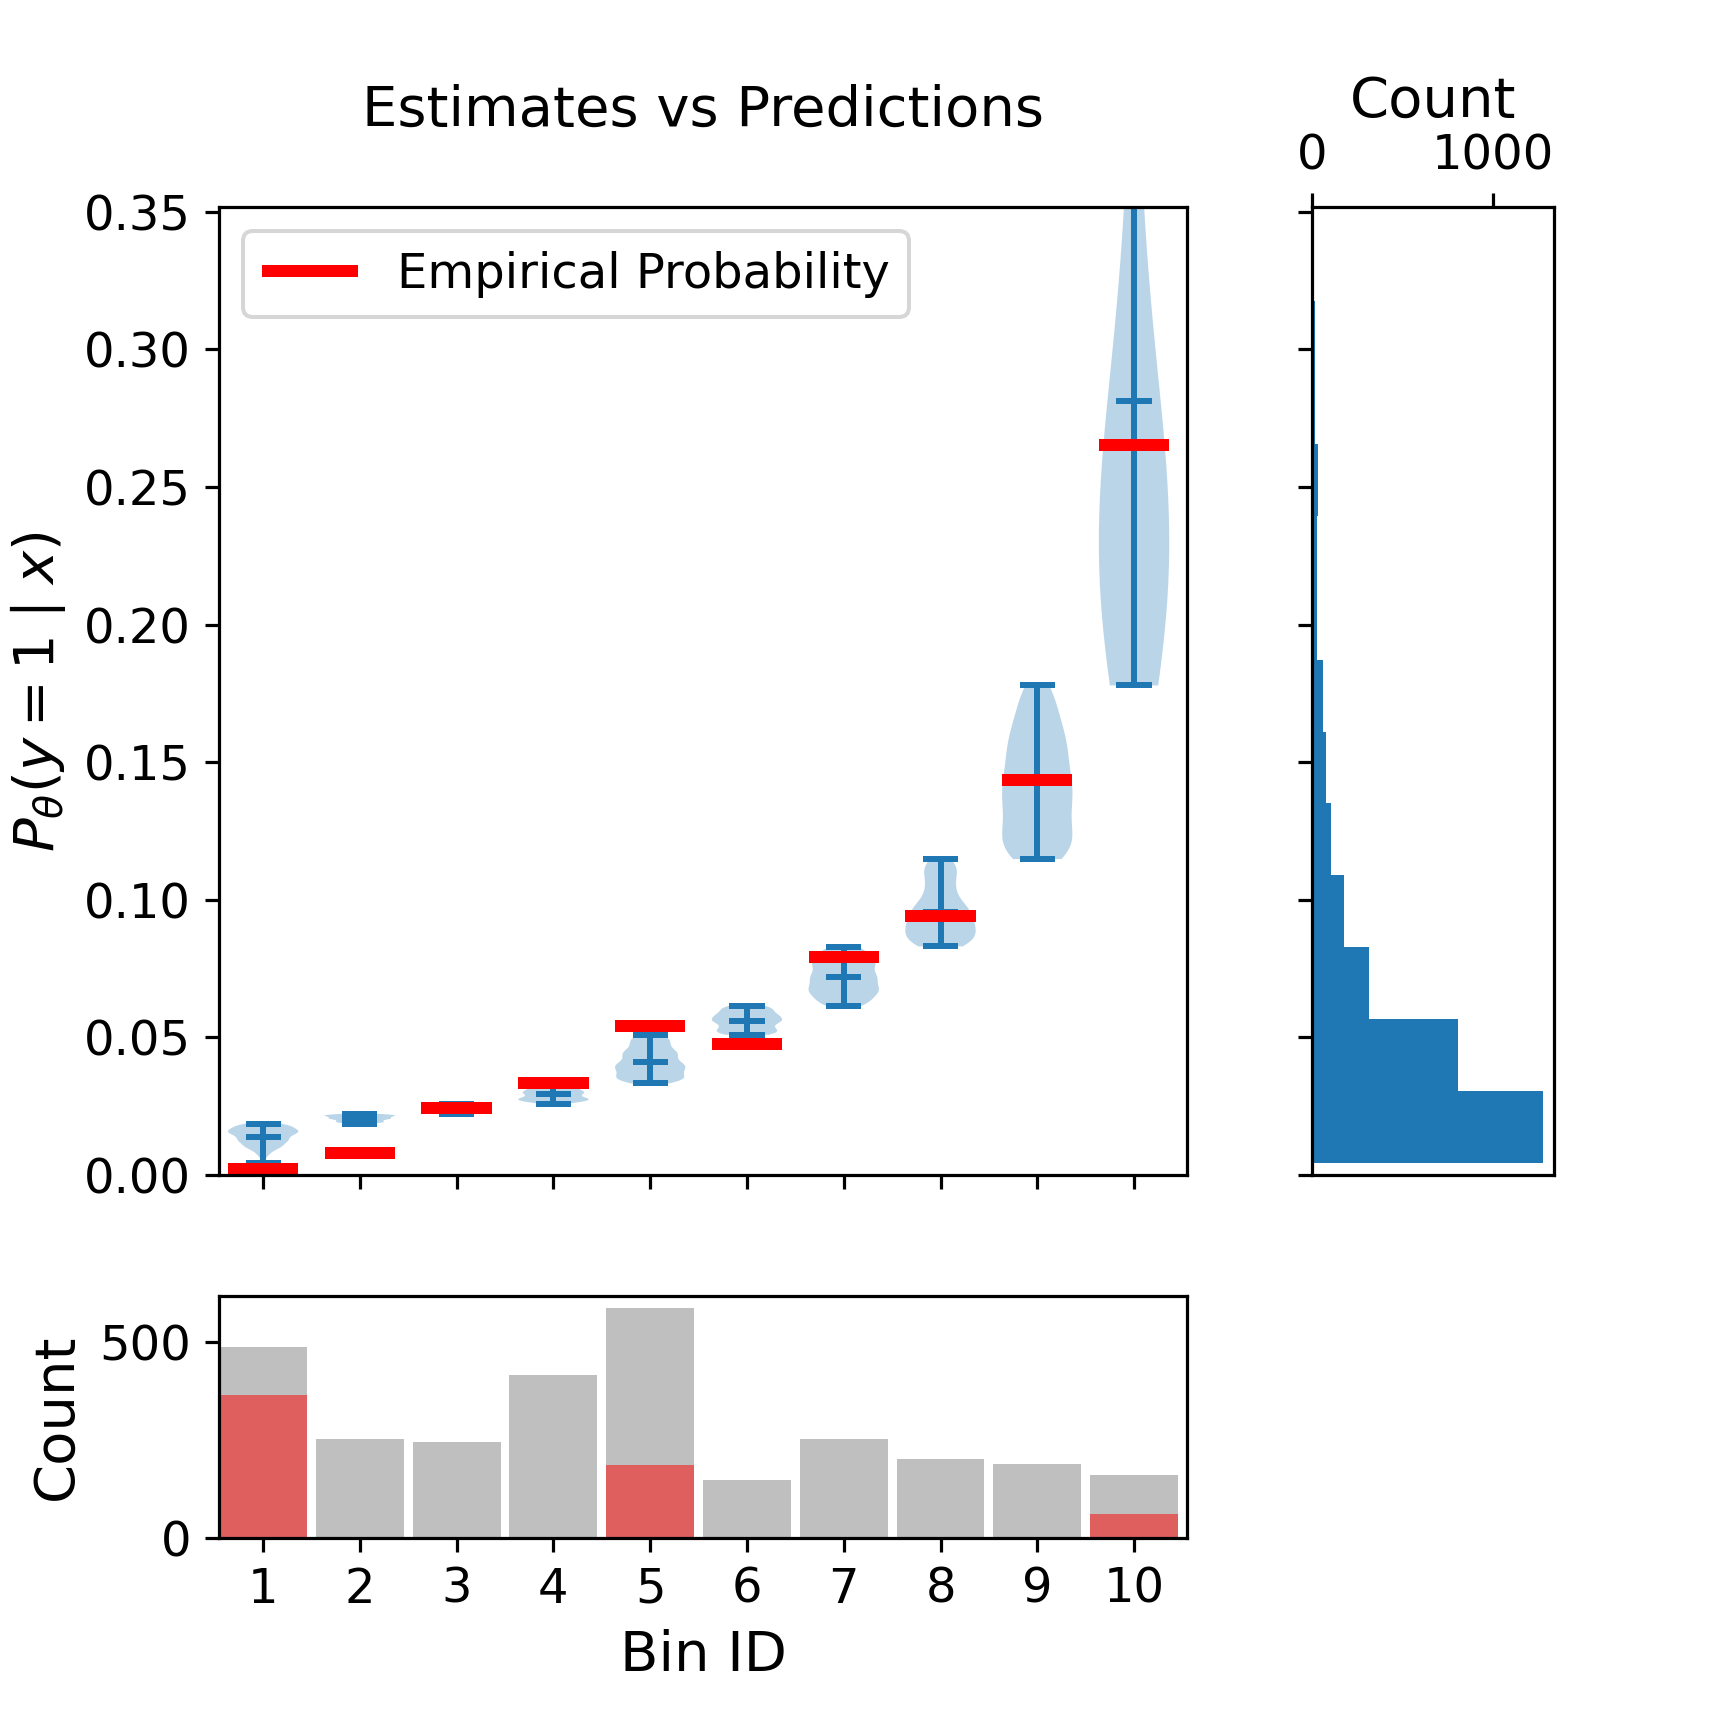 Estimates vs Predictions
Count
0 1000
0.35
0.30
0.25
0.20
0.15
0.10
0.05
0.00
Empirical Probability
P_θ(y = 1 | x)
500
0
Count
1 2 3 4 5 6 7 8 9 10
Bin ID